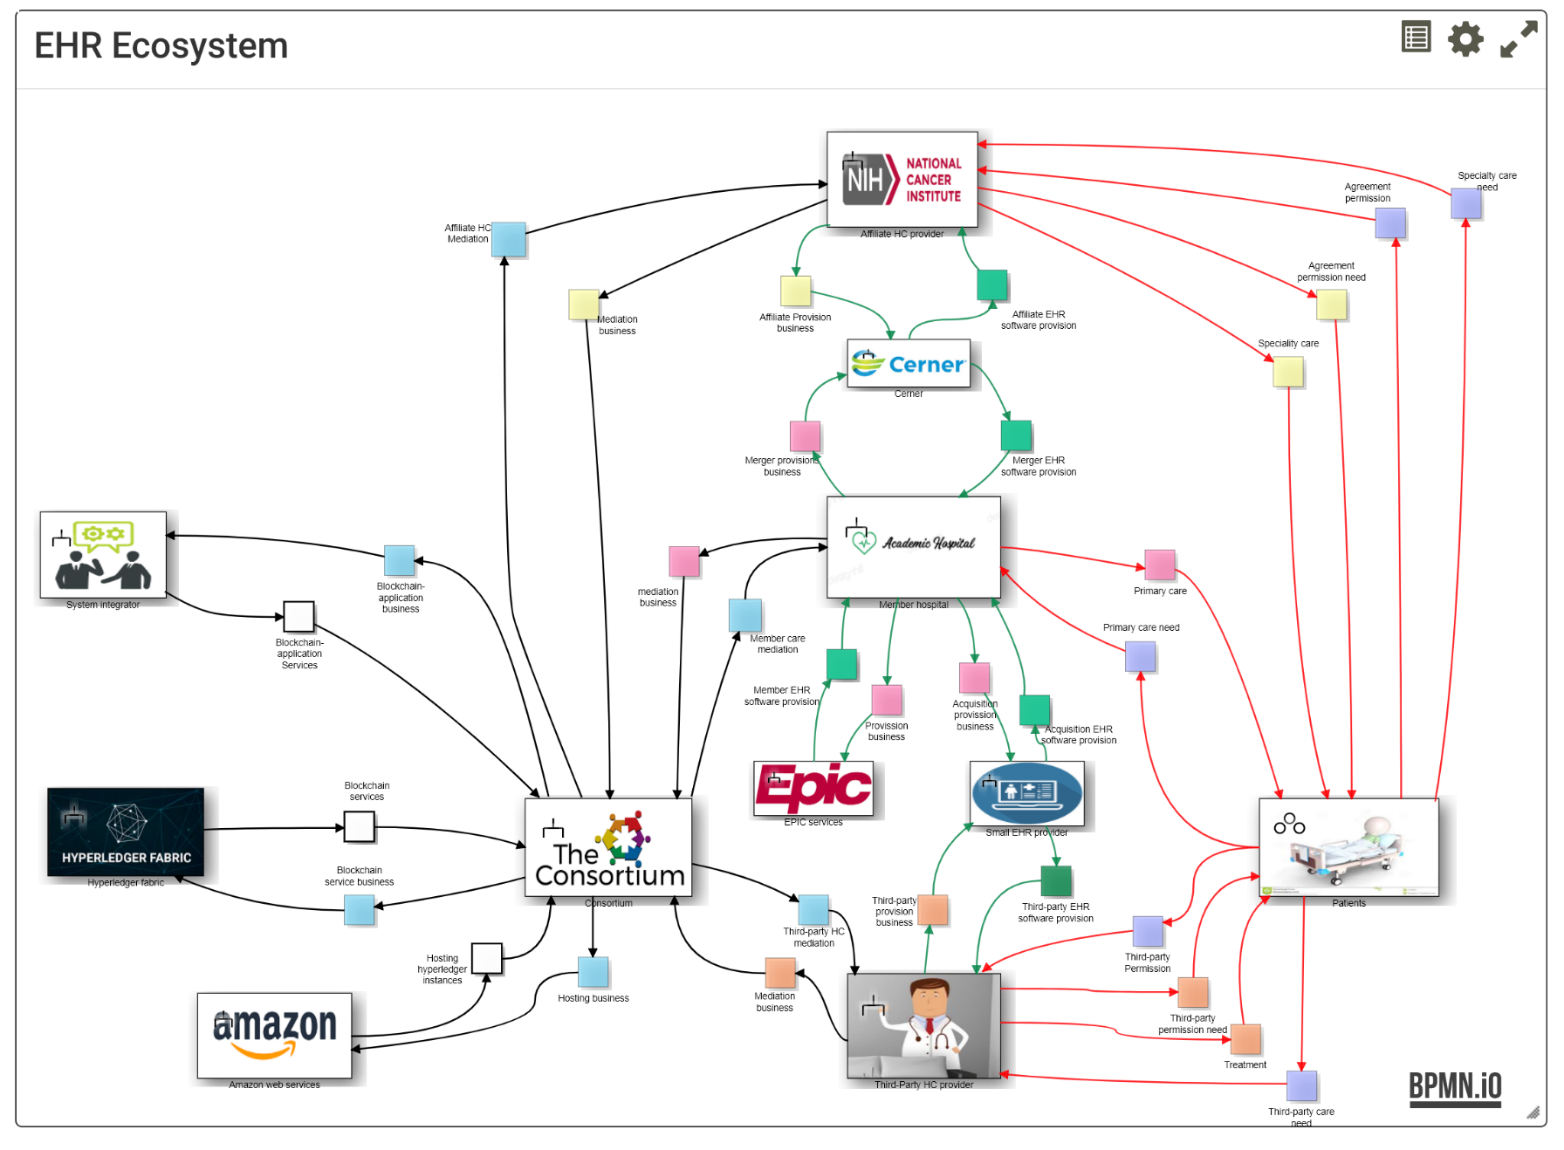 EHR Ecosystem
Specialty care
need
Agreement
permission
NIH
NATIONAL
CANCER
INSTITUTE
Affiliate HC provider
Affiliate HC
Mediation
Agreement
permission need
Mediation
business
Affiliate Provision
business
Affiliate EHR
software provision
Speciality care
Cerner
Cerner
Merger provision
business
Merger EHR
software provision
Academic Hospital
Member hospital
System integrator
Blockchain-
application
business
Blockchain-
application
Services
mediation
business
Member care
mediation
Primary care
Primary care need
Member EHR
software provision
Provission
business
Acquisition
provission
business
Acquisition EHR
software provision
Epic
EPIC services
Small EHR provider
Blockchain
services
HYPERLEDGER FABRIC
Hyperledger fabric
Blockchain
service business
The
Consortium
Consortium
Patients
Third-party
provision
business
Third-party EHR
software provision
Third-party HC
mediation
Third-party
Permission
Hosting
hyperledger
instances
Hosting business
Mediation
business
Third-party
permission need
amazon
Amazon web services
Third-Party HC provider
Treatment
Third-party care
need
BPMN.iO